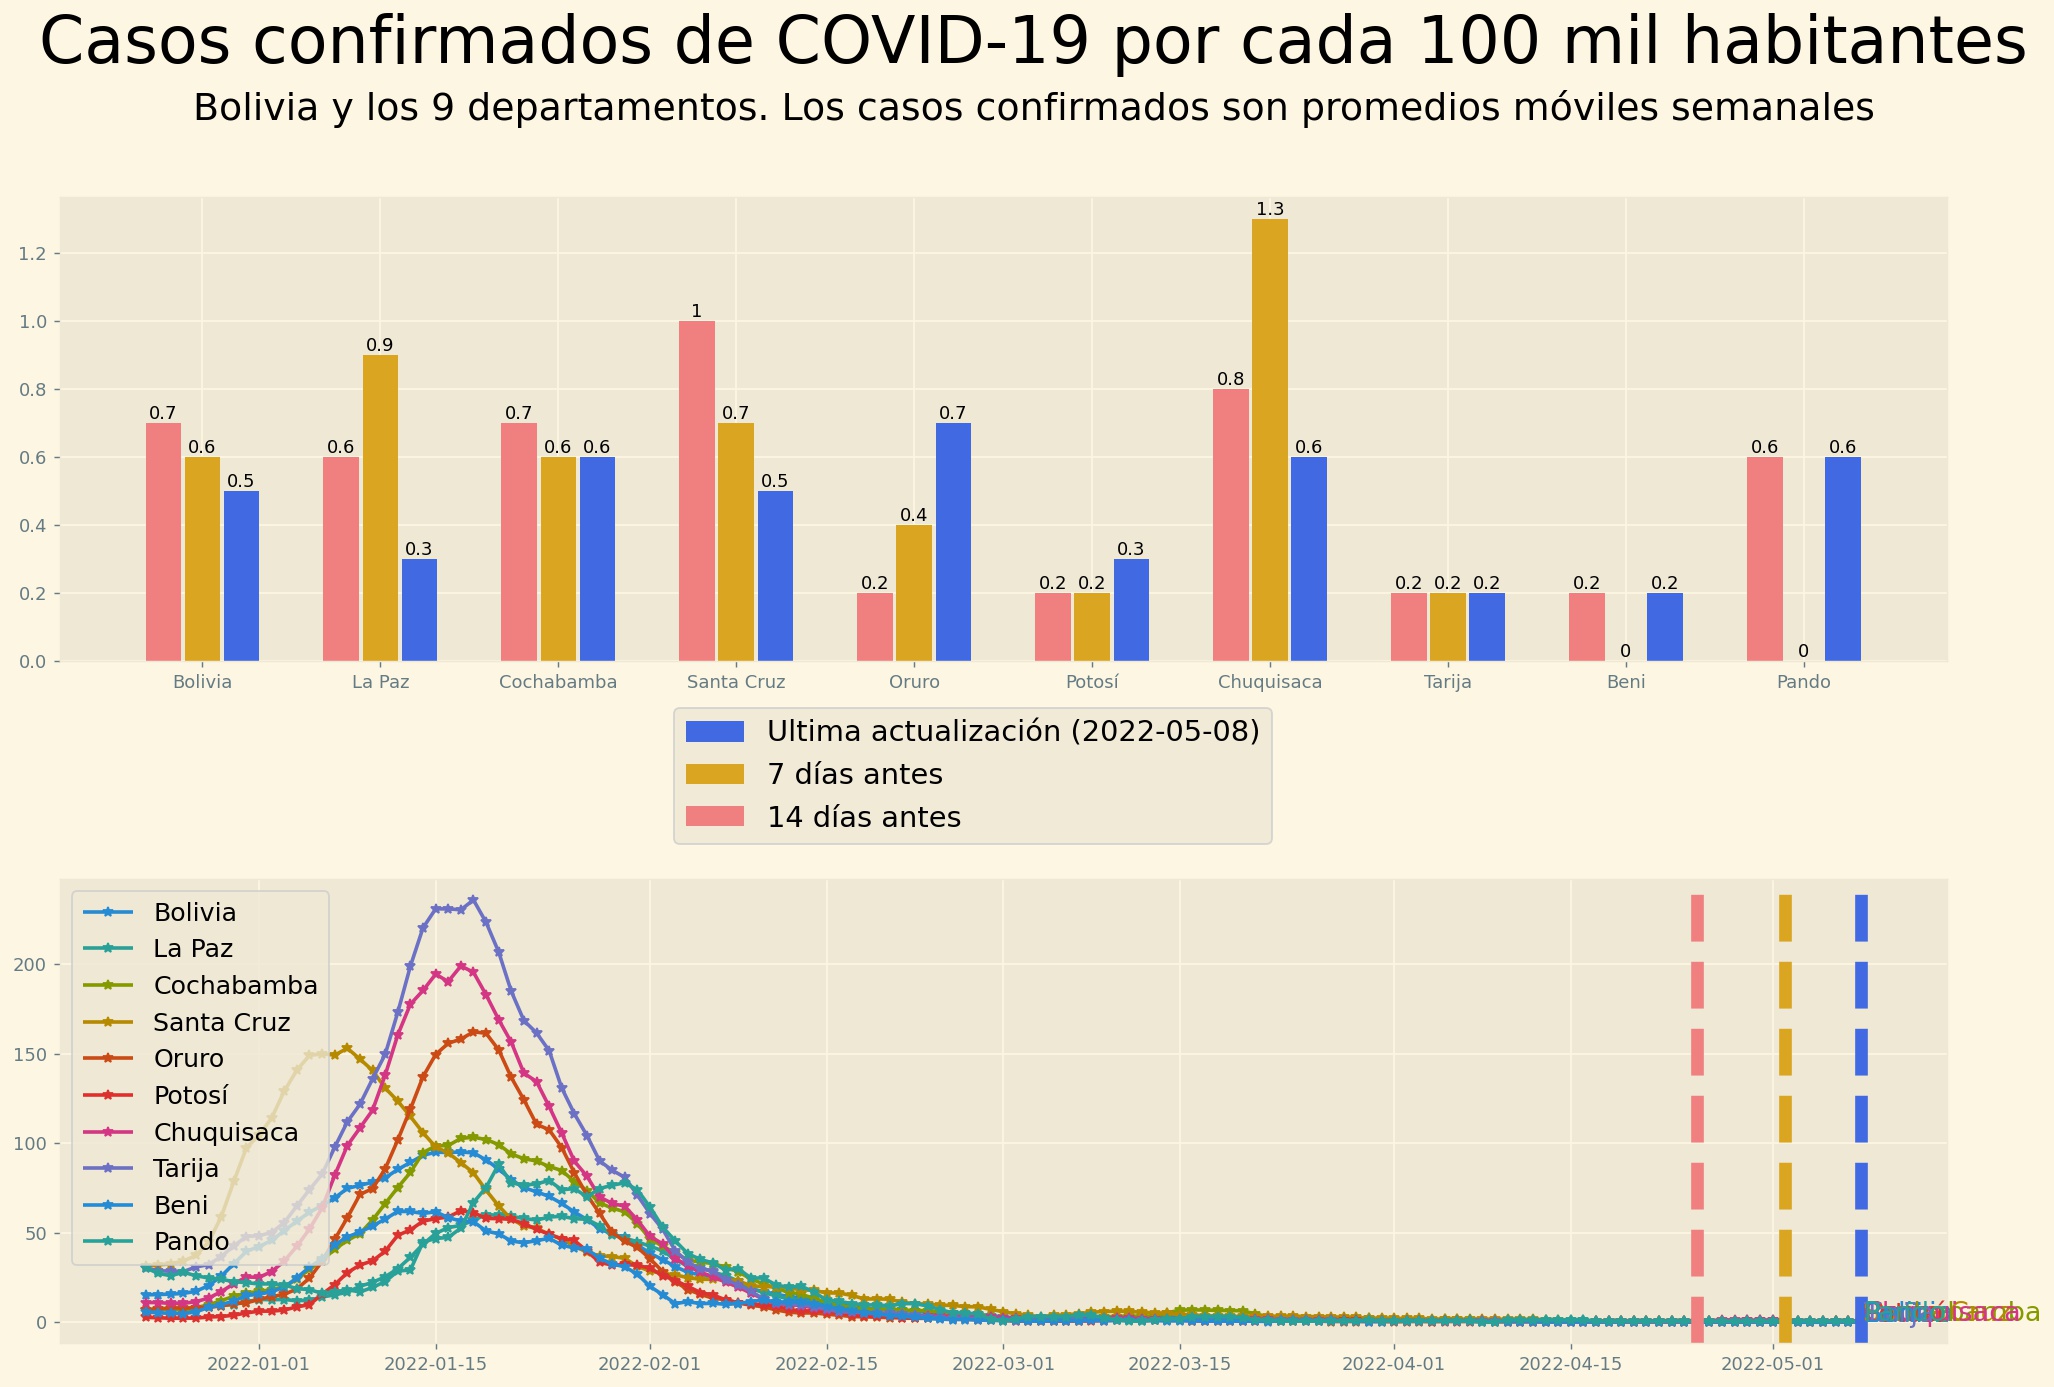 Casos confirmados de COVID-19 por cada 100 mil habitantes
Bolivia y los 9 departamentos. Los casos confirmados son promedios móviles semanales
1.2
1.0
0.8
0.6
0.4
0.2
0.0
0.7 0.6 0.5
0.6 0.9 0.3
0.7 0.6 0.6
1 0.7 0.5
0.2 0.4 0.7
0.2 0.2 0.3
0.8 1.3 0.6
0.2 0.2 0.2
0.2 0 0.2
0.6 0 0.6
Bolivia La Paz Cochabamba Santa Cruz Oruro Potosí Chuquisaca Tarija Beni Pando
Ultima actualización (2022-05-08)
7 días antes
14 días antes
Bolivia
La Paz
Cochabamba
Santa Cruz
Oruro
Potosí
Chuquisaca
Tarija
Beni
Pando
200
150
100
50
0
2022-01-01 2022-01-15 2022-02-01 2022-02-15 2022-03-01 2022-03-15 2022-04-01 2022-04-15 2022-05-01